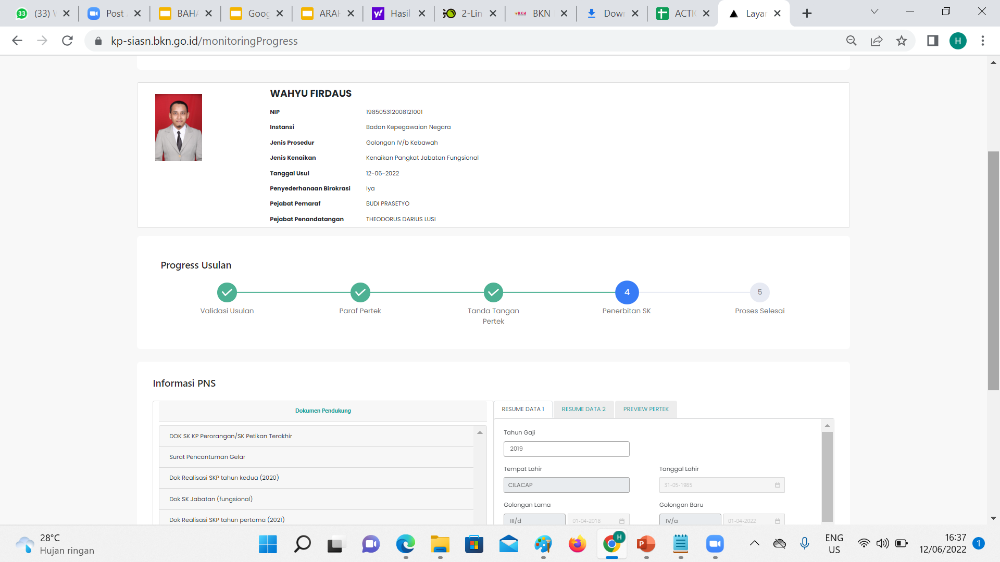 33
(33) W
Post
BAHA
Goog
ARAH
y!
Hasil
2-Lin
BKN
BKN
Dow
ACTIO
Layan
kp-siasn.bkn.go.id/monitoringProgress
H
WAHYU FIRDAUS
NIP 198505312008121001
Instansi Badan Kepegawaian Negara
Jenis Prosedur Golongan IV/b Kebawah
Jenis Kenaikan Kenaikan Pangkat Jabatan Fungsional
Tanggal Usul 12-06-2022
Penyederhanaan Birokrasi Iya
Pejabat Pemaraf BUDI PRASETYO
Pejabat Penandatangan THEODORUS DARIUS LUSI
Progress Usulan
4
5
Validasi Usulan
Paraf Pertek
Tanda Tangan
Pertek
Penerbitan SK
Proses Selesai
Informasi PNS
Dokumen Pendukung
DOK SK KP Perorangan/SK Petikan Terakhir
Surat Pencantuman Gelar
Dok Realisasi SKP tahun kedua (2020)
Dok SK Jabatan (fungsional)
Dok Realisasi SKP tahun pertama (2021)
RESUME DATA 1 RESUME DATA 2 PREVIEW PERTEK
Tahun Gaji
2019
Tempat Lahir Tanggal Lahir
CILACAP 31-05-1985
Golongan Lama Golongan Baru
III/d 01-04-2018 IV/a 01-04-2022
28°C
Hujan ringan
H
P
ENG
US
16:37
12/06/2022
1